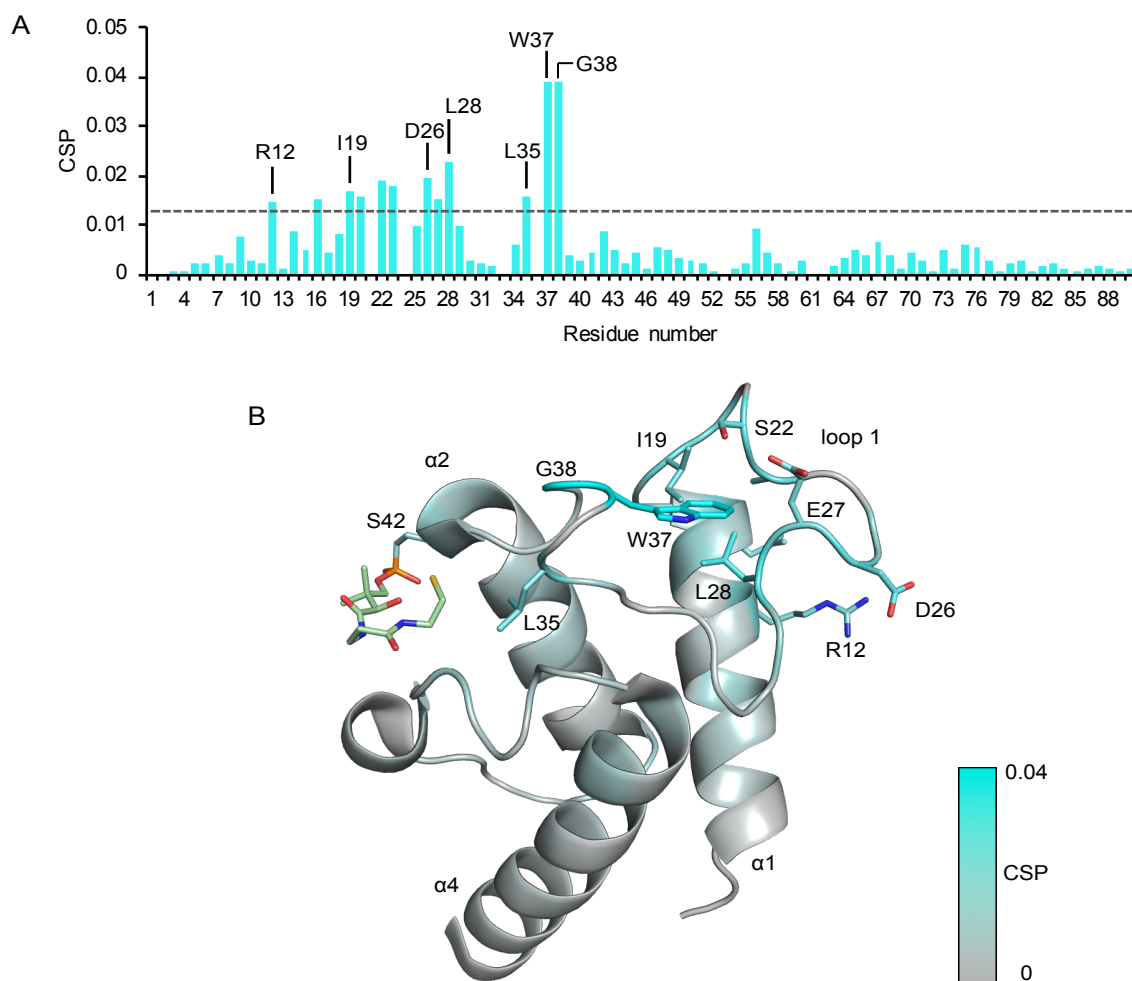 A
0.05
0.04
0.03
0.02
0.01
0
CSP
W37
G38
L28
D26
I19
R12
L35
1 4 7 10 13 16 19 22 25 28 31 34 37 40 43 46 49 52 55 58 61 64 67 70 73 76 79 82 85 88
Residue number
B
S22
I19
loop 1
α2
G38
S42
E27
W37
L28
D26
L35
R12
0.04
CSP
α1
α4
0